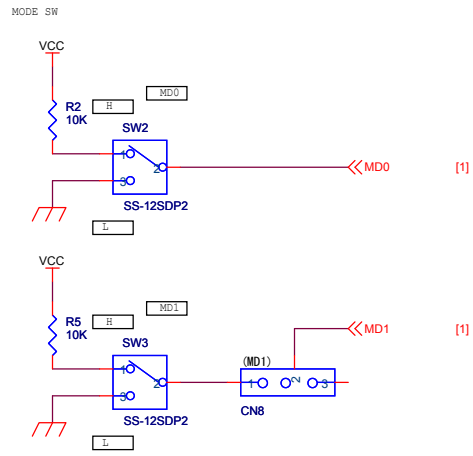 MODE SW
VCC
MD0
R2 H
10K
SW2
1
2 MD0 [1]
3
SS-12SDP2
L
VCC
MD1
R5 H MD1 [1]
10K
SW3
(MD1)
1
2 1 2 3
3
CN8
SS-12SDP2
L